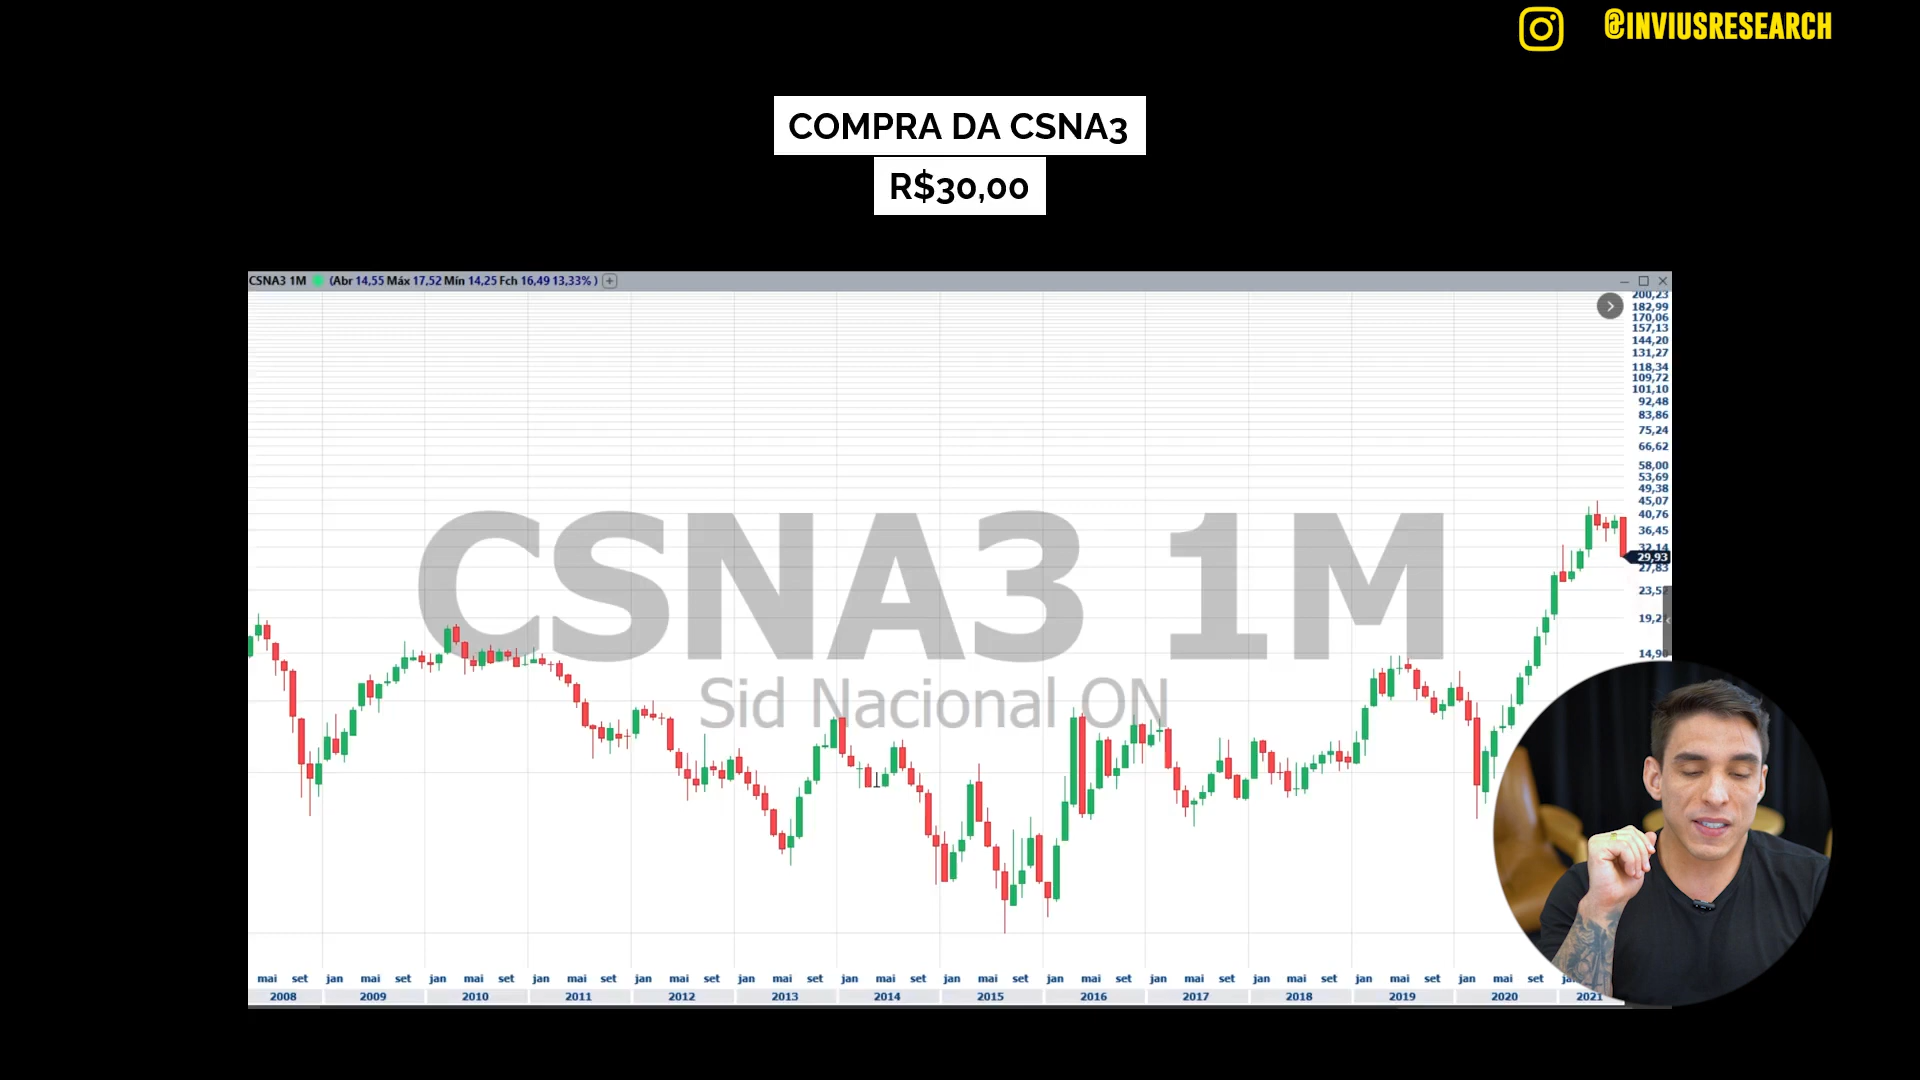 @INVIUSRESEARCH
COMPRA DA CSNA3
R$30,00
CSNA3 1M (Abr 14,55 Máx 17,52 Mín 14,25 Fch 16,49 13,33% )
200,23
182,99
170,06
157,13
144,20
131,27
118,34
109,72
101,10
92,48
83,86
75,24
66,62
58,00
53,69
49,38
45,07
40,76
36,45
32,14
29,93
27,83
CSNA3 1M
Sid Nacional ON
mai set jan mai set jan mai set jan mai set jan mai set jan mai set jan mai set jan mai set jan mai set jan mai set jan mai set jan mai set jan mai set
2008 2009 2010 2011 2012 2013 2014 2015 2016 2017 2018 2019 2020 2021